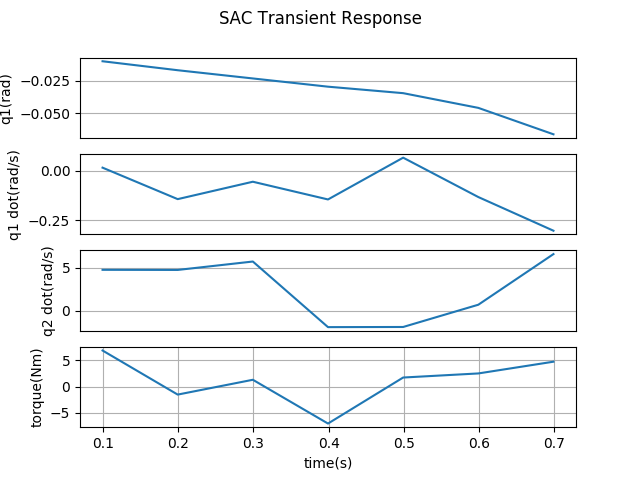 SAC Transient Response
q1(rad)
−0.025
−0.050
q1 dot(rad/s)
0.00
−0.25
q2 dot(rad/s)
5
0
torque(Nm)
5
0
−5
0.1 0.2 0.3 0.4 0.5 0.6 0.7
time(s)